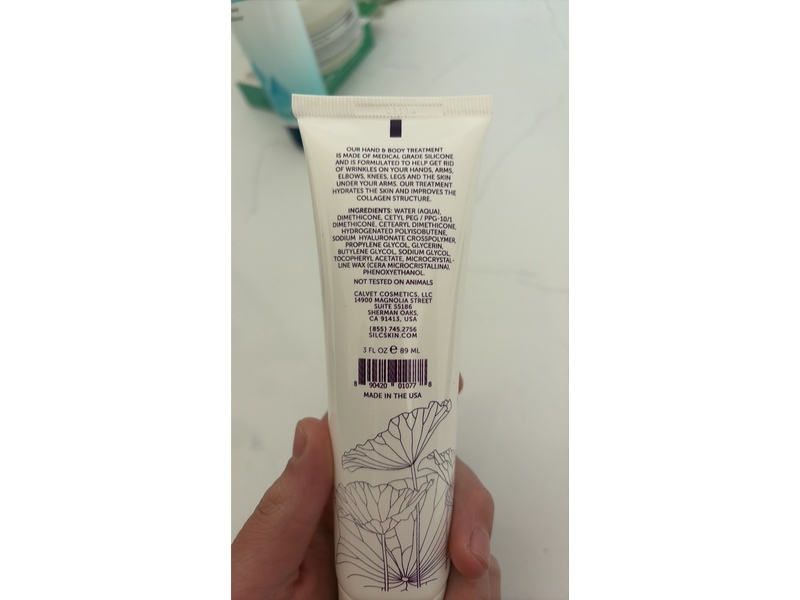 OUR HAND & BODY TREATMENT
IS MADE OF MEDICAL GRADE SILICONE
AND IS FORMULATED TO HELP GET RID
OF WRINKLES ON YOUR HANDS, ARMS,
ELBOWS, KNEES, LEGS AND THE SKIN
UNDER YOUR ARMS. OUR TREATMENT
HYDRATES THE SKIN AND IMPROVES THE
COLLAGEN STRUCTURE.
INGREDIENTS: WATER (AQUA),
DIMETHICONE, CETYL PEG / PPG-10/1
DIMETHICONE, CETEARYL DIMETHICONE,
HYDROGENATED POLYISOBUTENE,
SODIUM HYALURONATE CROSSPOLYMER,
PROPYLENE GLYCOL, GLYCERIN,
BUTYLENE GLYCOL, SODIUM GLYCOL,
TOCOPHERYL ACETATE, MICROCRYSTAL-
LINE WAX (CERA MICROCRISTALLINA),
PHENOXYETHANOL.
NOT TESTED ON ANIMALS
CALVET COSMETICS, LLC
14900 MAGNOLIA STREET
SUITE 55186
SHERMAN OAKS,
CA 91413, USA
(855) 745.2756
SILCSKIN.COM
3 FL OZ e 89 ML
8 90420 01077 8
MADE IN THE USA